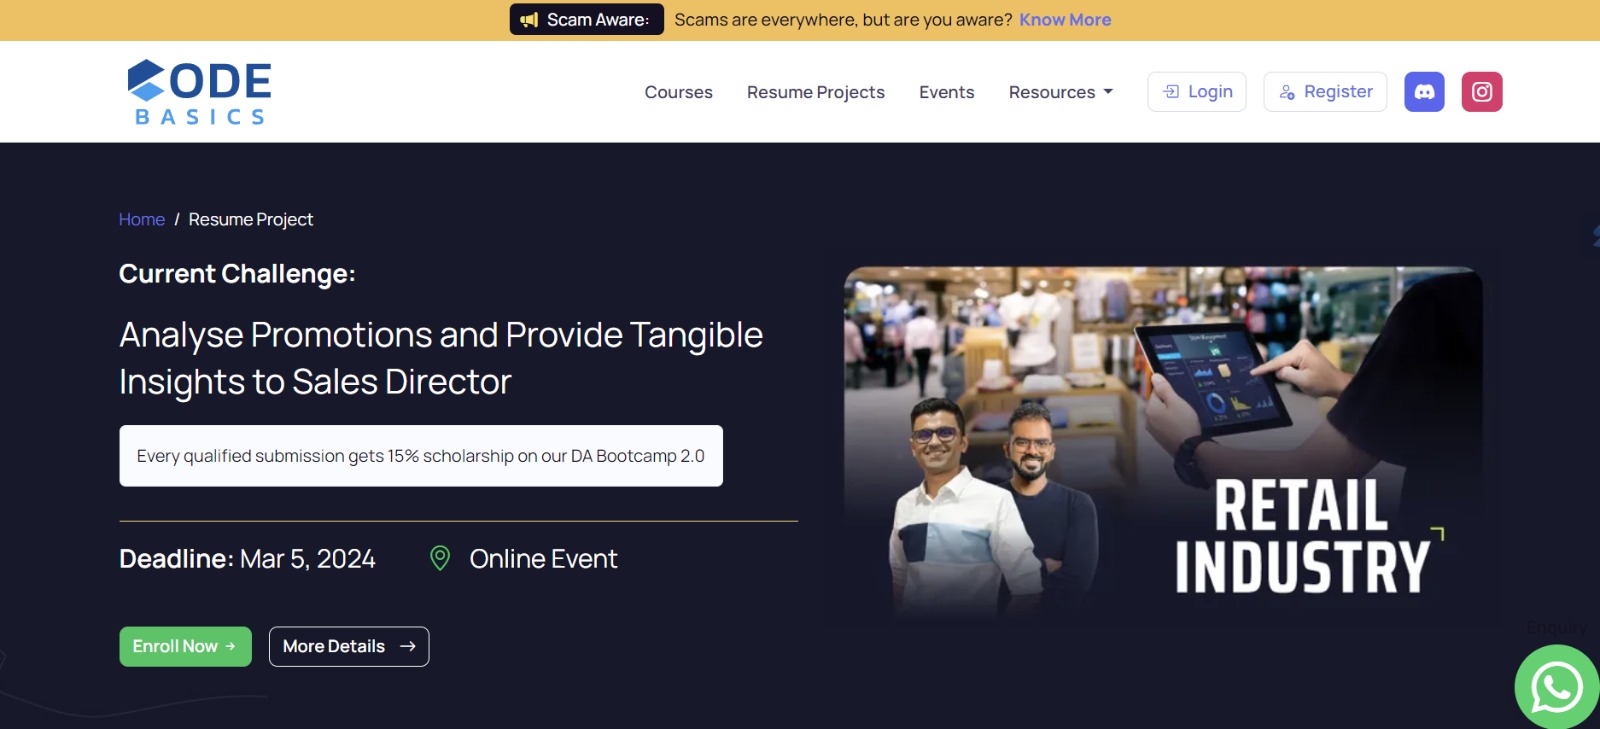 Scam Aware: Scams are everywhere, but are you aware? Know More
CODE
BASICS
Courses Resume Projects Events Resources Login Register
Home / Resume Project
Current Challenge:
Analyse Promotions and Provide Tangible
Insights to Sales Director
Every qualified submission gets 15% scholarship on our DA Bootcamp 2.0
Deadline: Mar 5, 2024 Online Event
Enroll Now → More Details →
RETAIL
INDUSTRY
Enquiry